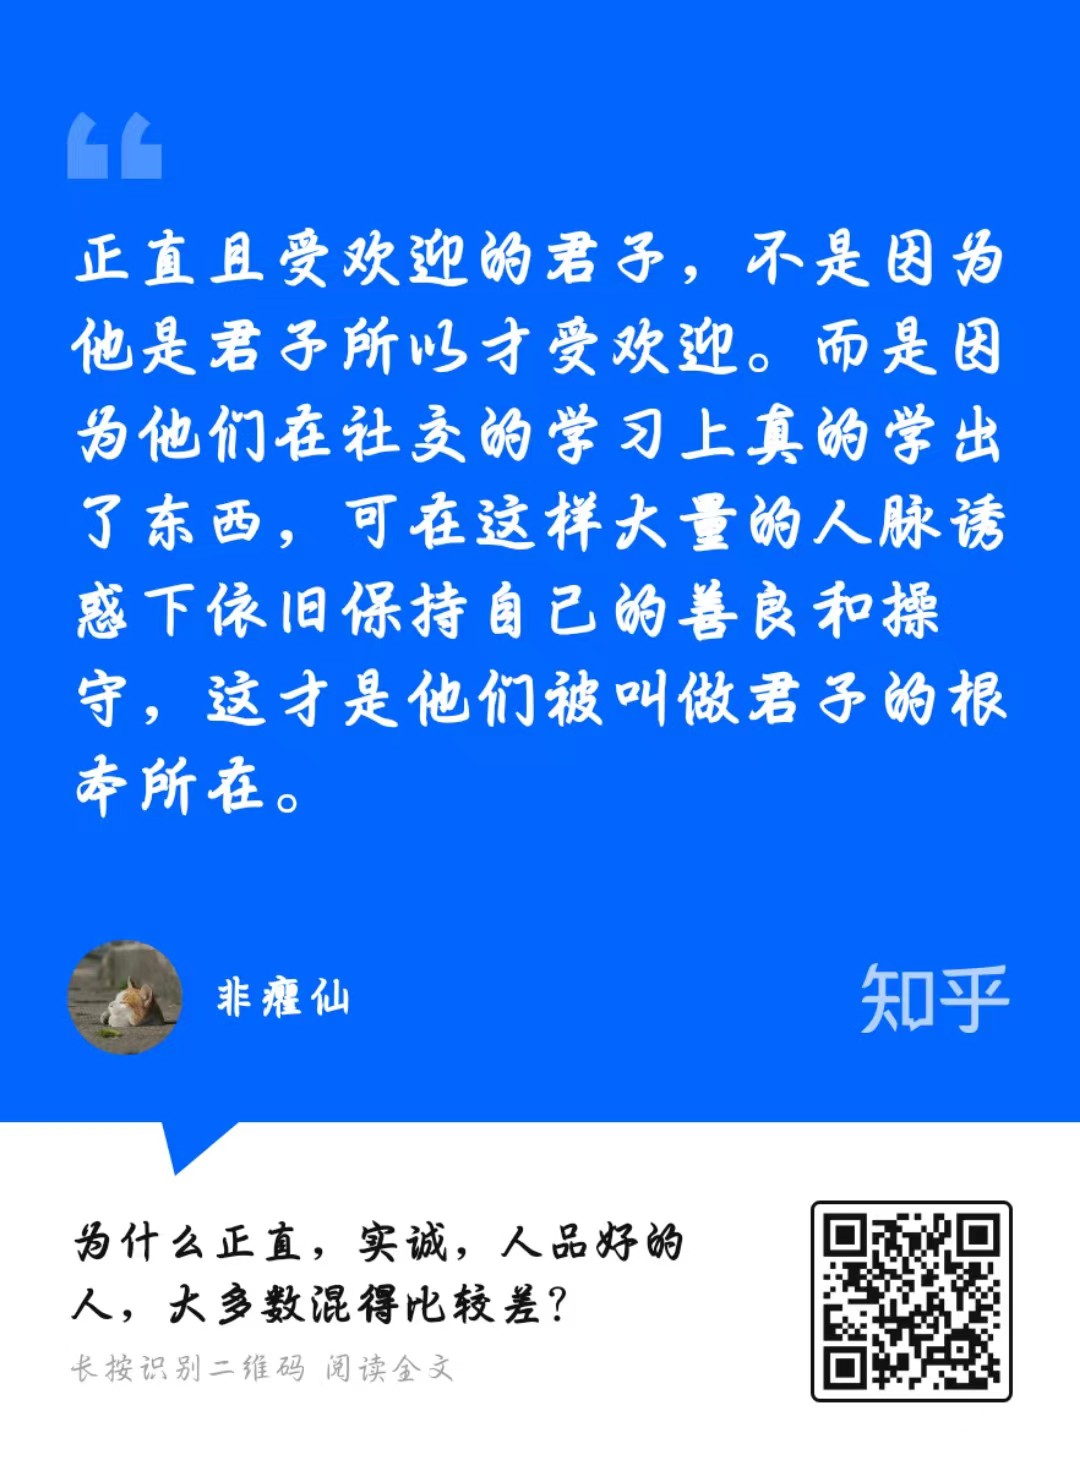 正直且受欢迎的君子，不是因为
他是君子所以才受欢迎。而是因
为他们在社交的学习上真的学出
了东西，可在这样大量的人脉诱
惑下依旧保持自己的善良和操
守，这才是他们被叫做君子的根
本所在。
非癯仙
知乎
为什么正直，实诚，人品好的
人，大多数混得比较差？
长按识别二维码 阅读全文